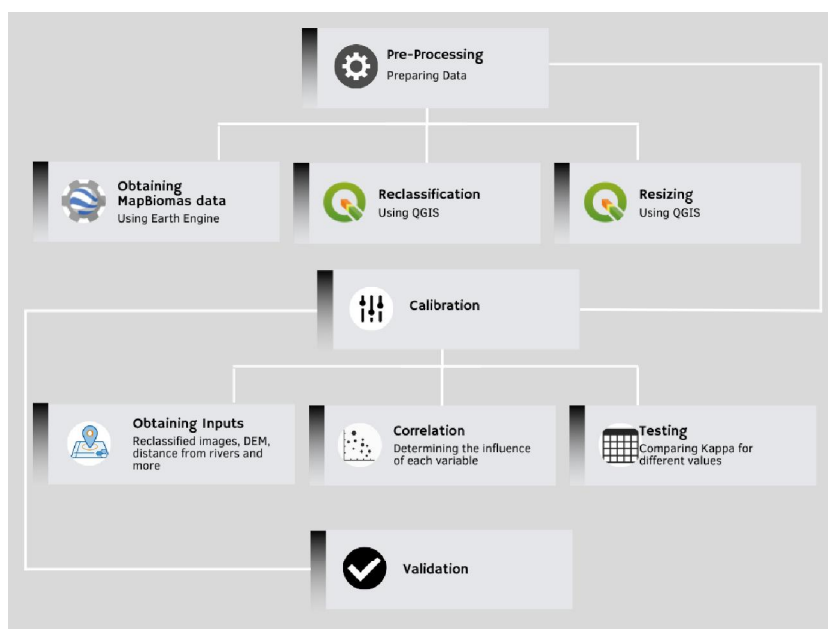 Pre-Processing
Preparing Data
Obtaining
MapBiomas data
Using Earth Engine
Reclassification
Using QGIS
Resizing
Using QGIS
Calibration
Obtaining Inputs
Reclassified images, DEM,
distance from rivers and
more
Correlation
Determining the influence
of each variable
Testing
Comparing Kappa for
different values
Validation